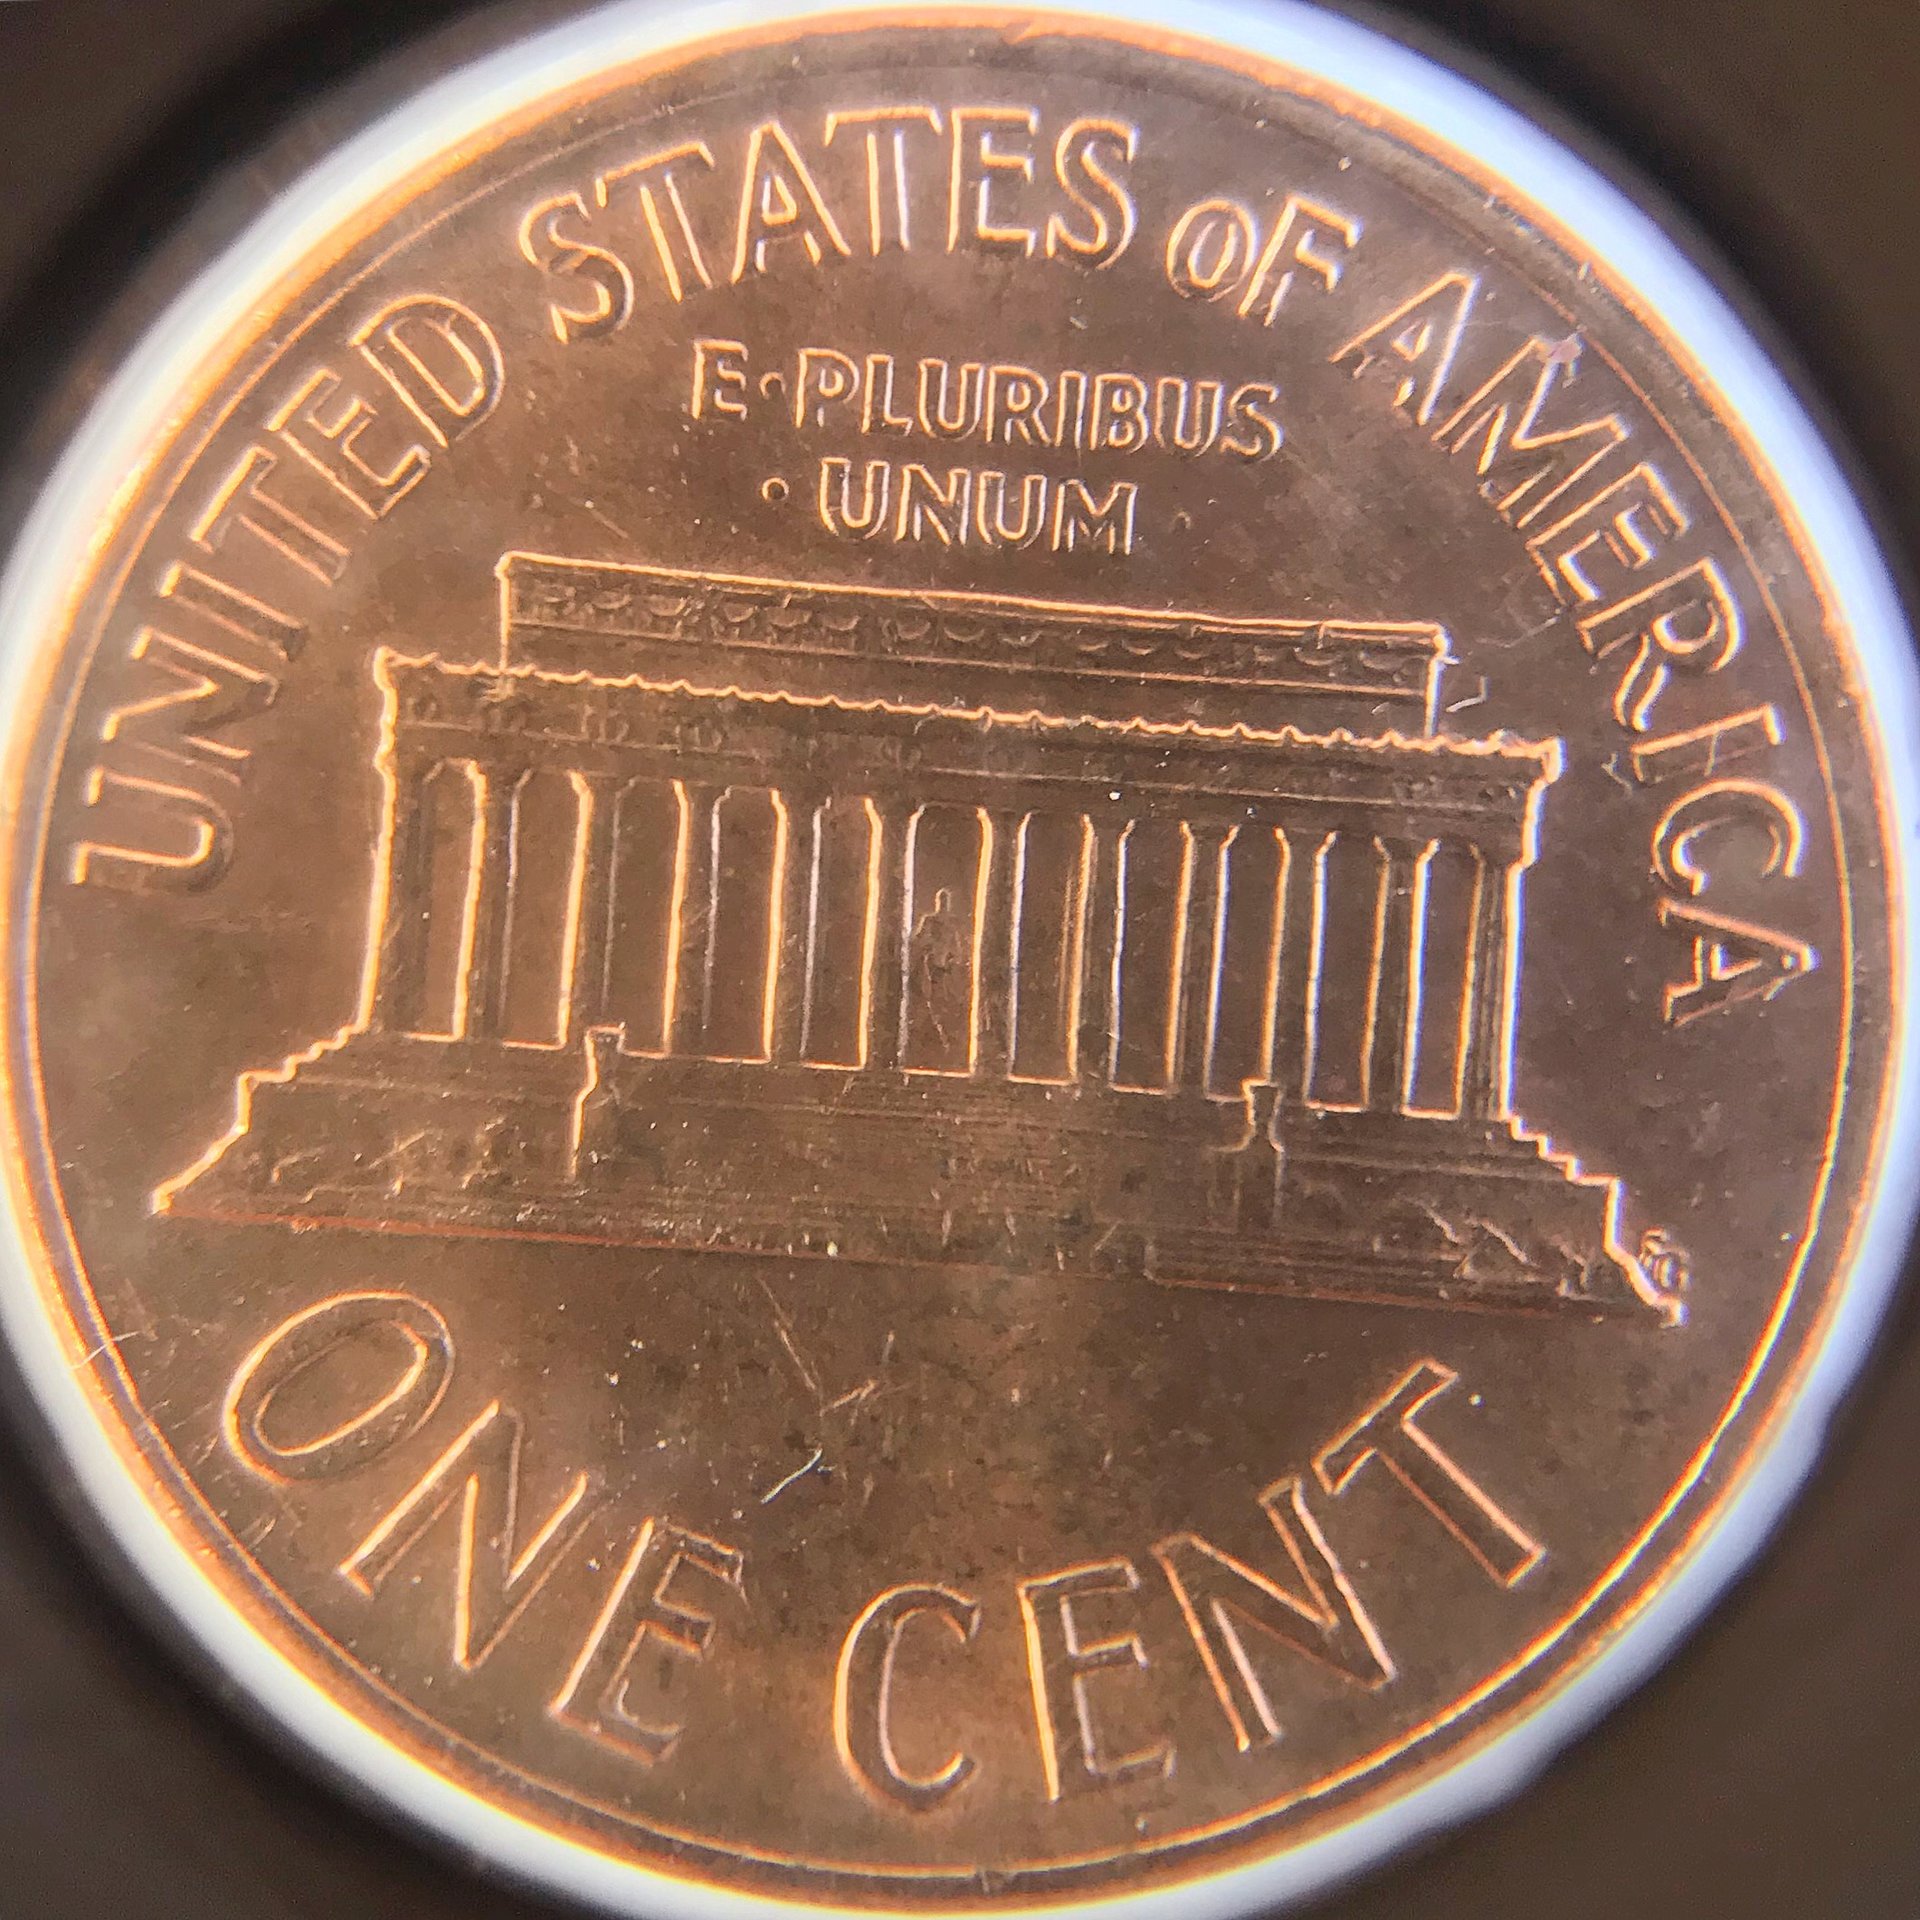 UNITED STATES OF AMERICA
E·PLURIBUS
·UNUM
ONE CENT